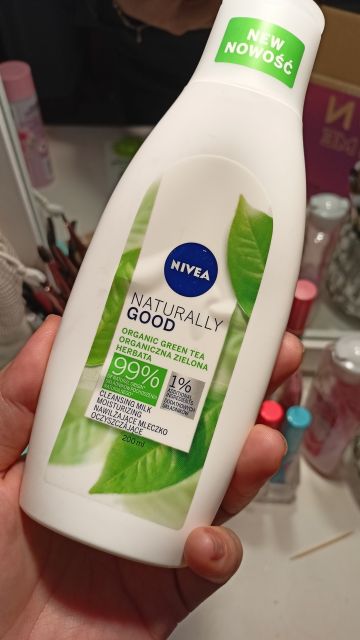 NEW
NOWOŚĆ
NIVEA
NATURALLY
GOOD
ORGANIC GREEN TEA
ORGANICZNA ZIELONA
HERBATA
99%
1%
CLEANSING MILK
MOISTURIZING
NAWILŻAJĄCE MLECZKO
OCZYSZCZAJĄCE
200 ml